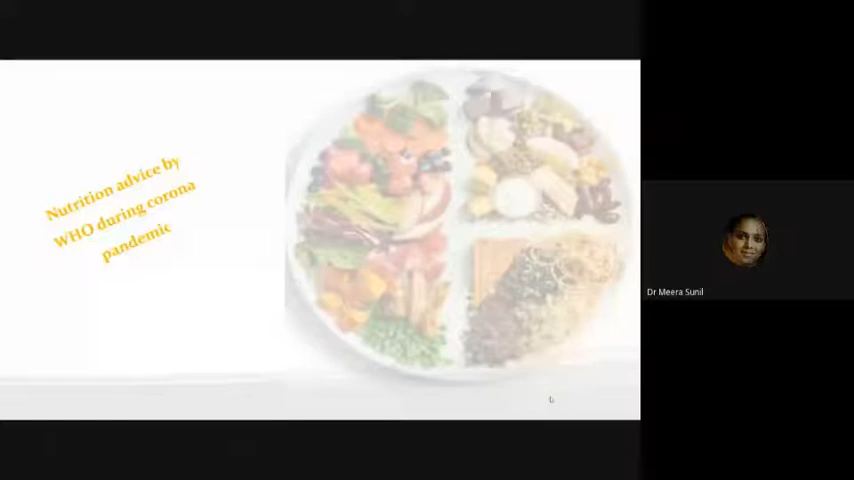 Nutrition advice by
WHO during corona
pandemic
Dr Meera Sunil